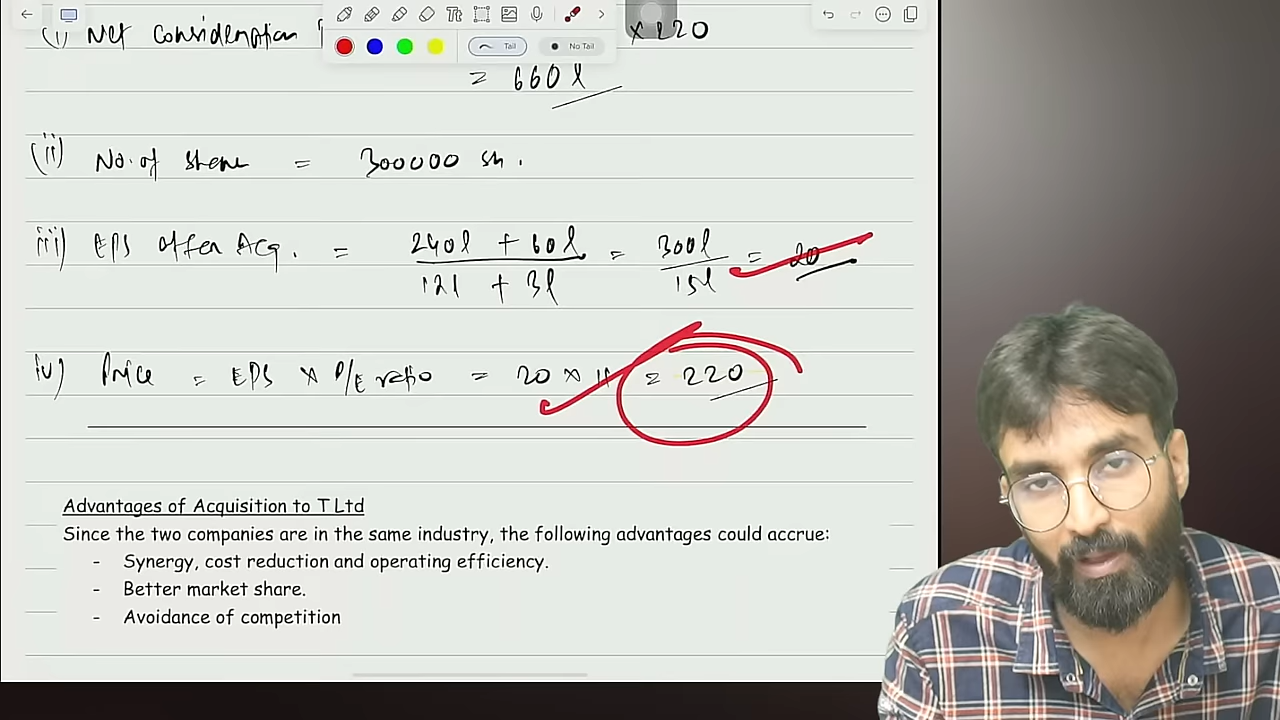 (i) Net Consideration × 220
Tail
No Tail
= 660 l
(ii) No. of share = 300000 sh.
iii) EPS after Acq. = 240l + 60l / 12l + 3l = 300l / 15l = 20
iv) Price = EPS × P/E ratio = 20 × 11 = 220
Advantages of Acquisition to T Ltd
Since the two companies are in the same industry, the following advantages could accrue:
- Synergy, cost reduction and operating efficiency.
- Better market share.
- Avoidance of competition